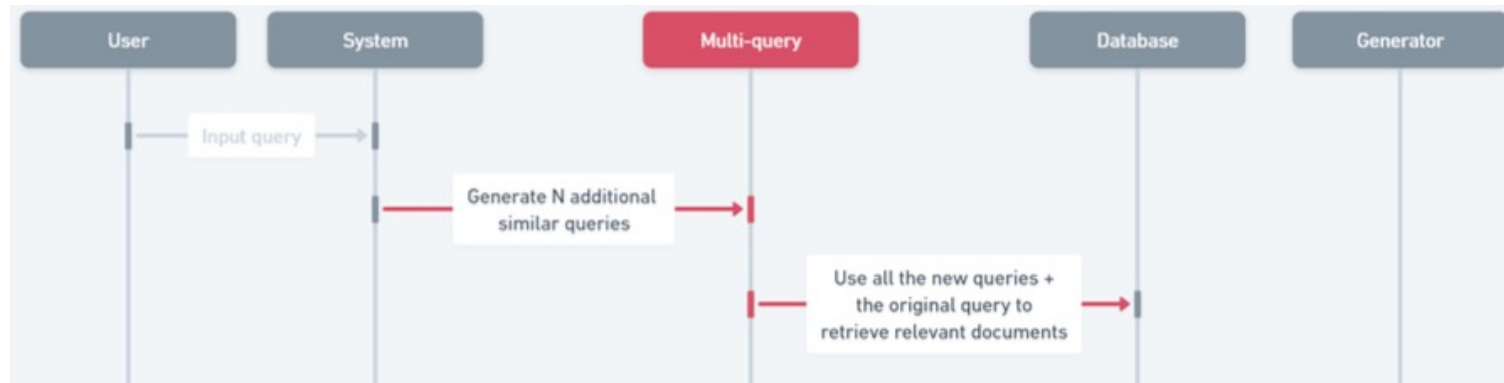 User
System
Multi-query
Database
Generator
Input query
Generate N additional
similar queries
Use all the new queries +
the original query to
retrieve relevant documents